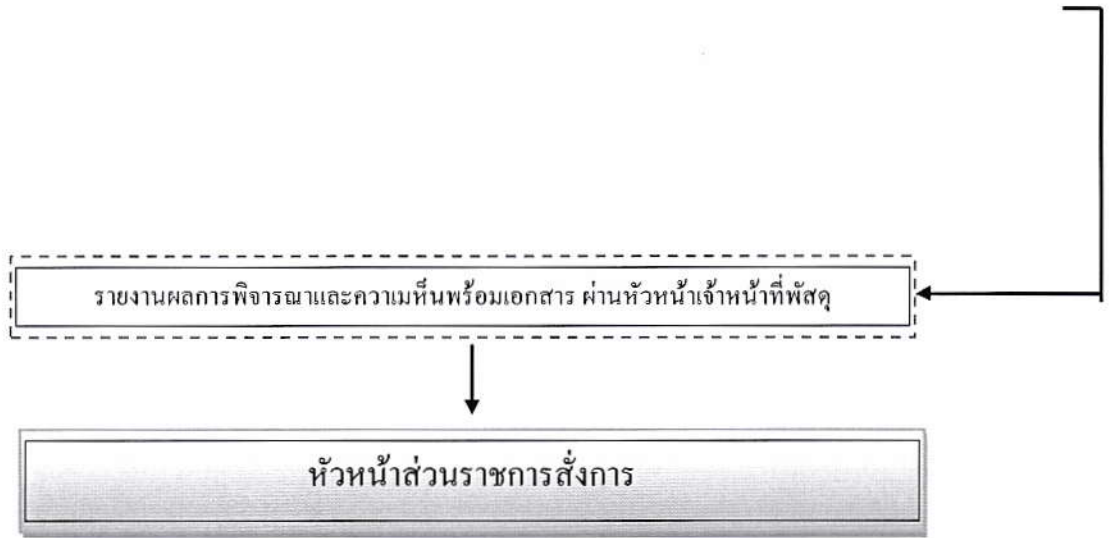 รายงานผลการพิจารณาและความเห็นพร้อมเอกสาร ผ่านหัวหน้าเจ้าหน้าที่พัสดุ
หัวหน้าส่วนราชการสั่งการ